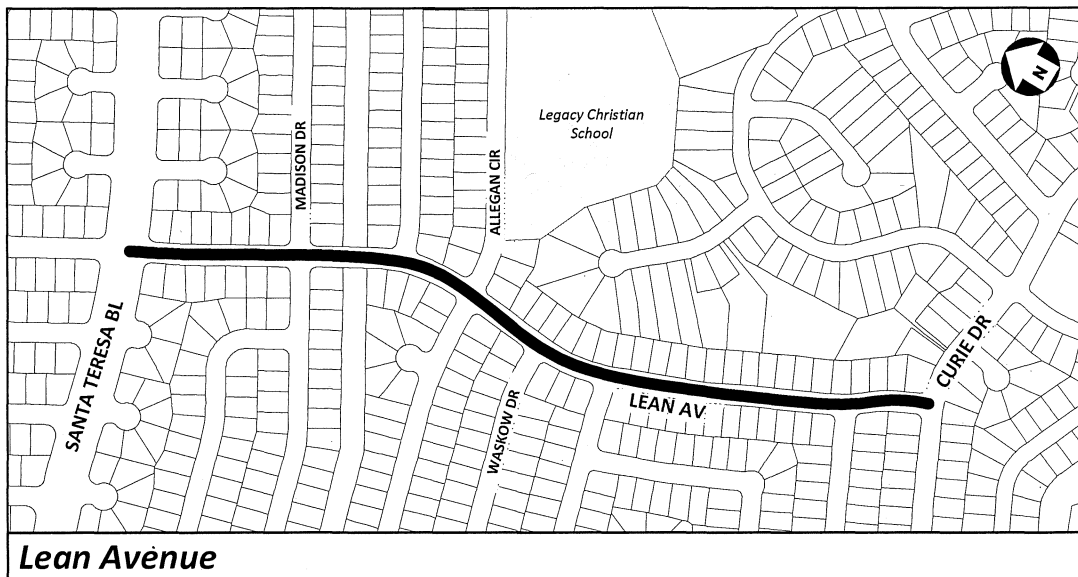 Legacy Christian
School
N
MADISON DR
ALLEGAN CIR
SANTA TERESA BL
WASKOW DR
LEAN AV
CURIE DR
Lean Avenue